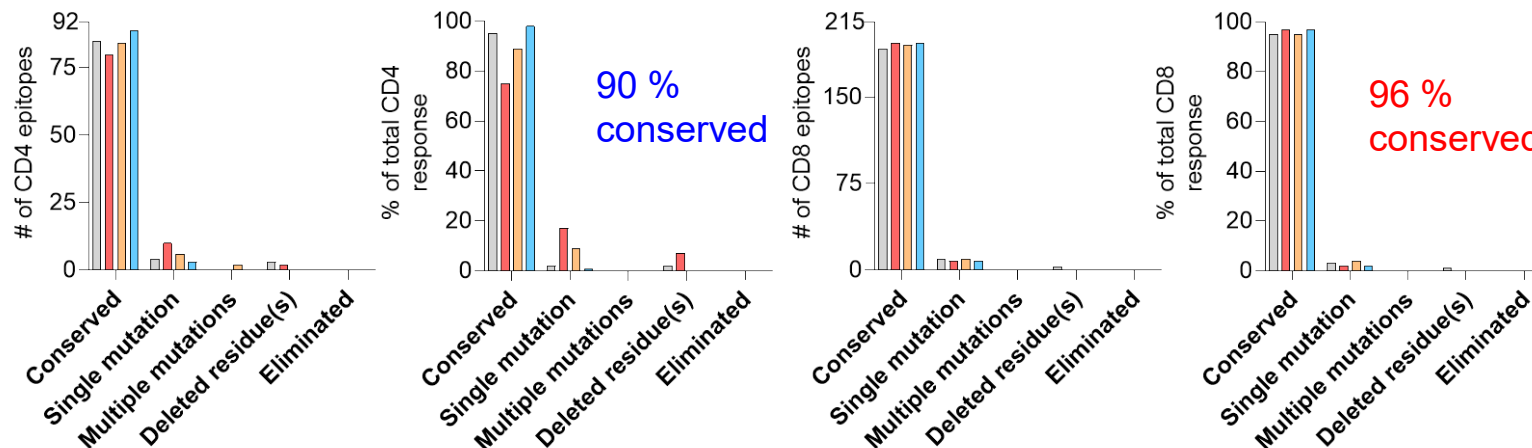 # of CD4 epitopes
92
75
50
25
0
Conserved
Single mutation
Multiple mutations
Deleted residue(s)
Eliminated
% of total CD4
response
100
80
60
40
20
0
90 %
conserved
Conserved
Single mutation
Multiple mutations
Deleted residue(s)
Eliminated
# of CD8 epitopes
215
150
75
0
Conserved
Single mutation
Multiple mutations
Deleted residue(s)
Eliminated
% of total CD8
response
100
80
60
40
20
0
96 %
conserved
Conserved
Single mutation
Multiple mutations
Deleted residue(s)
Eliminated